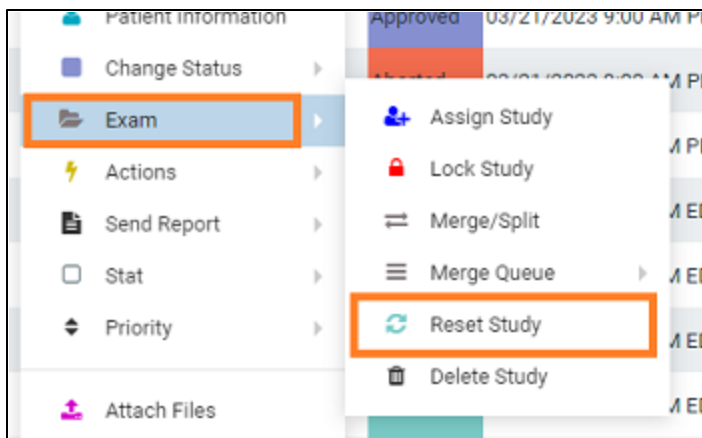 Patient Information
Approved 03/21/2023 9:00 AM
Change Status
Exam
Assign Study
Actions
Lock Study
Send Report
Merge/Split
Stat
Merge Queue
Priority
Reset Study
Delete Study
Attach Files